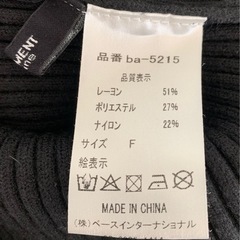 MENT
品番 ba-5215
品質表示
レーヨン 51%
ポリエステル 27%
ナイロン 22%
サイズ F
絵表示
MADE IN CHINA
(株)ベースインターナショナル